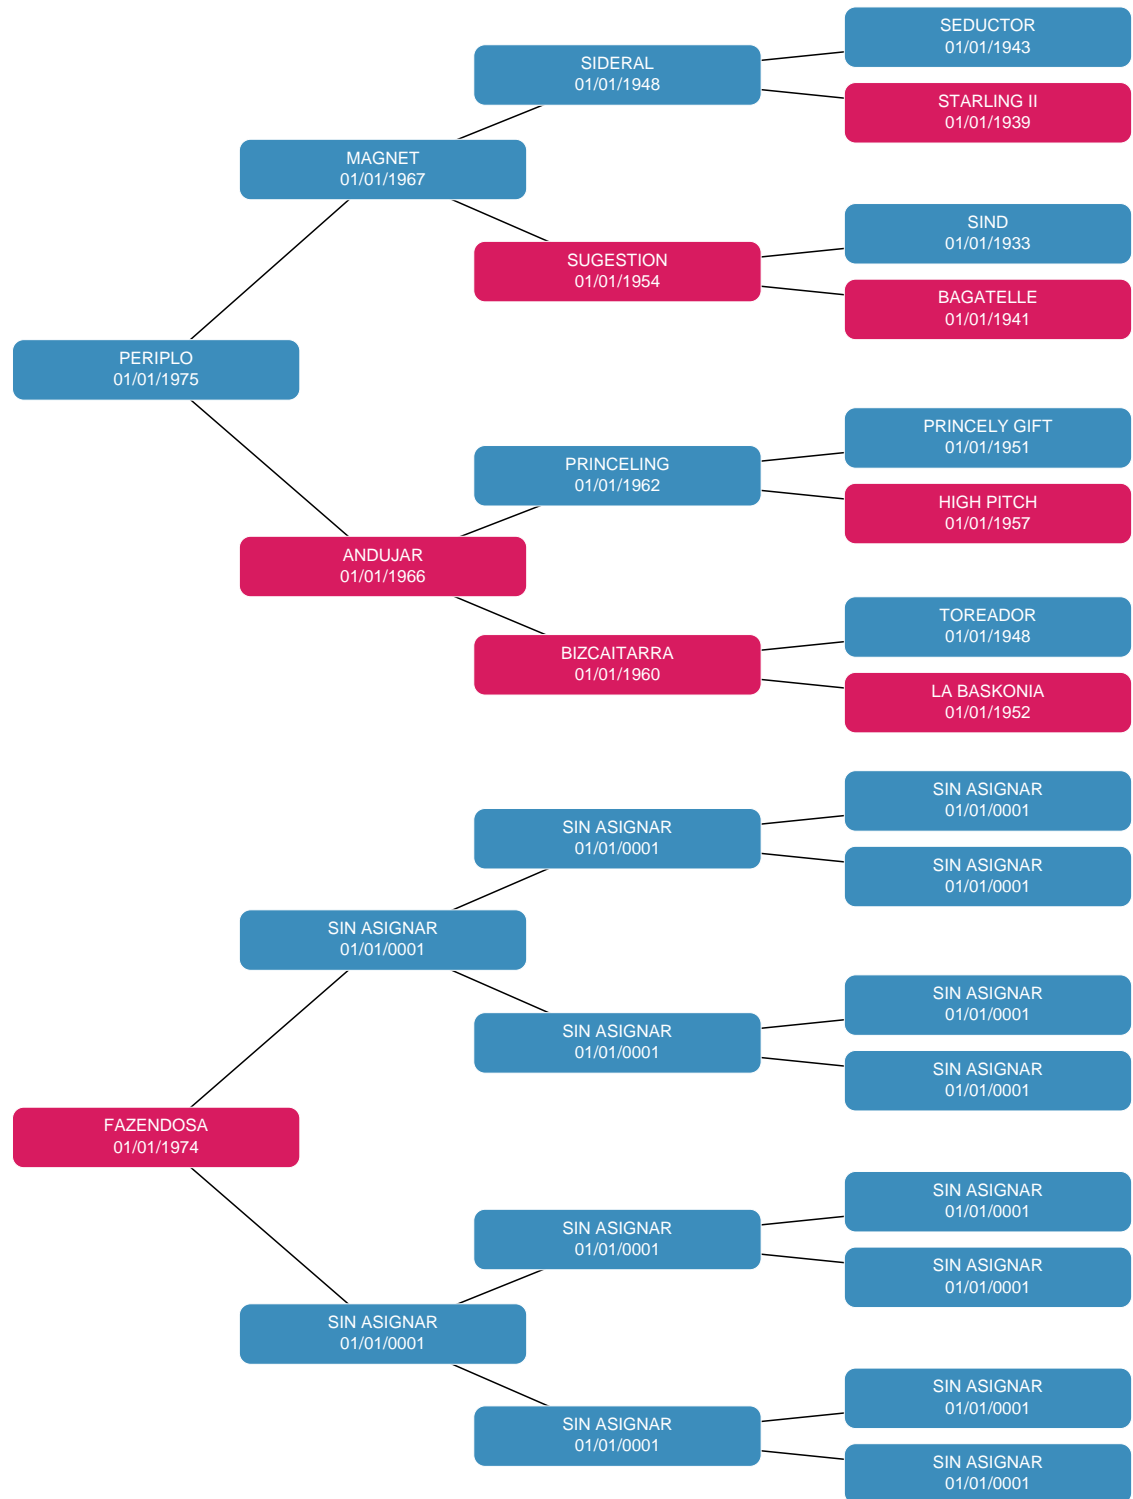 SEDUCTOR
01/01/1943
SIDERAL
01/01/1948
STARLING II
01/01/1939
MAGNET
01/01/1967
SIND
01/01/1933
SUGESTION
01/01/1954
BAGATELLE
01/01/1941
PERIPLO
01/01/1975
PRINCELY GIFT
01/01/1951
PRINCELING
01/01/1962
HIGH PITCH
01/01/1957
ANDUJAR
01/01/1966
TOREADOR
01/01/1948
BIZCAITARRA
01/01/1960
LA BASKONIA
01/01/1952
SIN ASIGNAR
01/01/0001
SIN ASIGNAR
01/01/0001
SIN ASIGNAR
01/01/0001
SIN ASIGNAR
01/01/0001
SIN ASIGNAR
01/01/0001
SIN ASIGNAR
01/01/0001
SIN ASIGNAR
01/01/0001
FAZENDOSA
01/01/1974
SIN ASIGNAR
01/01/0001
SIN ASIGNAR
01/01/0001
SIN ASIGNAR
01/01/0001
SIN ASIGNAR
01/01/0001
SIN ASIGNAR
01/01/0001
SIN ASIGNAR
01/01/0001
SIN ASIGNAR
01/01/0001